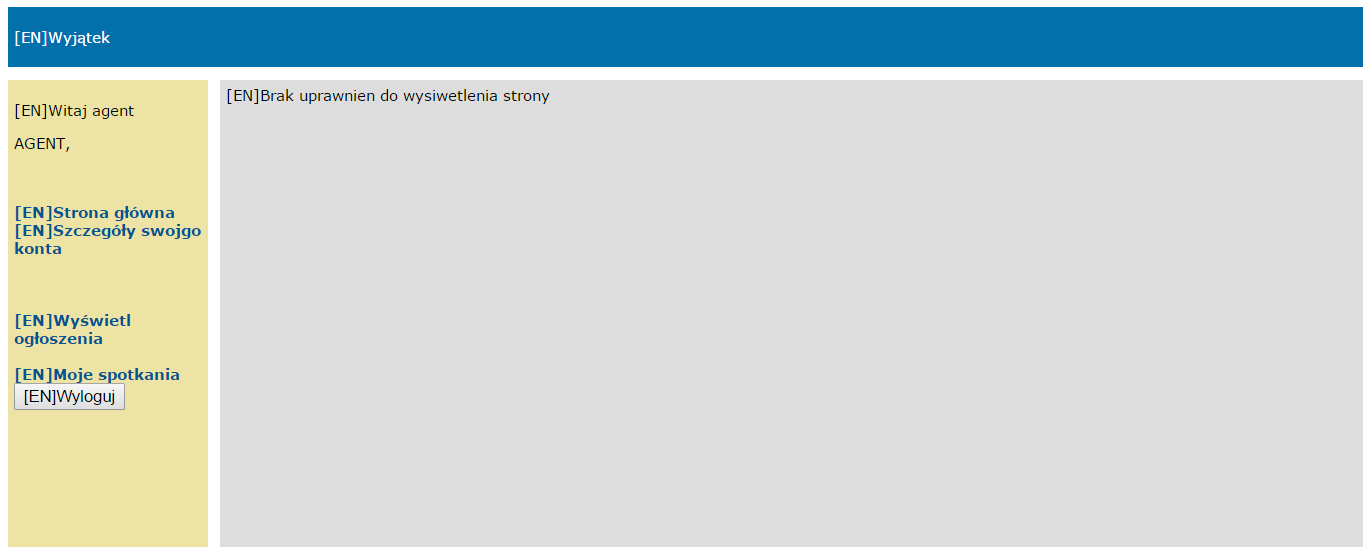 [EN]Wyjątek
[EN]Witaj agent
AGENT,
[EN]Strona główna
[EN]Szczegóły swojgo
konta
[EN]Wyświetl
ogłoszenia
[EN]Moje spotkania
[EN]Wyloguj
[EN]Brak uprawnien do wysiwetlenia strony